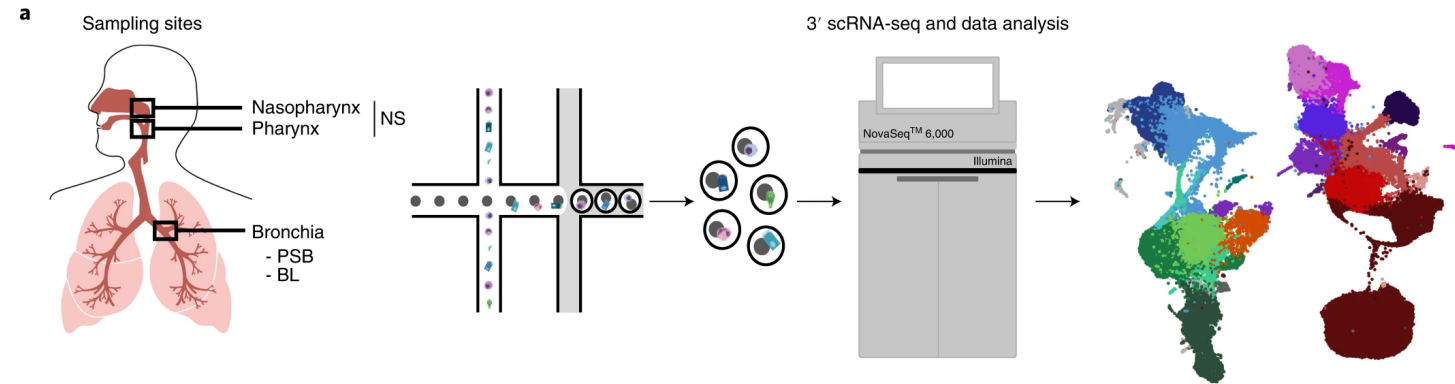 a
Sampling sites
3′ scRNA-seq and data analysis
Nasopharynx
Pharynx
NS
NovaSeq™ 6,000
Illumina
Bronchia
- PSB
- BL